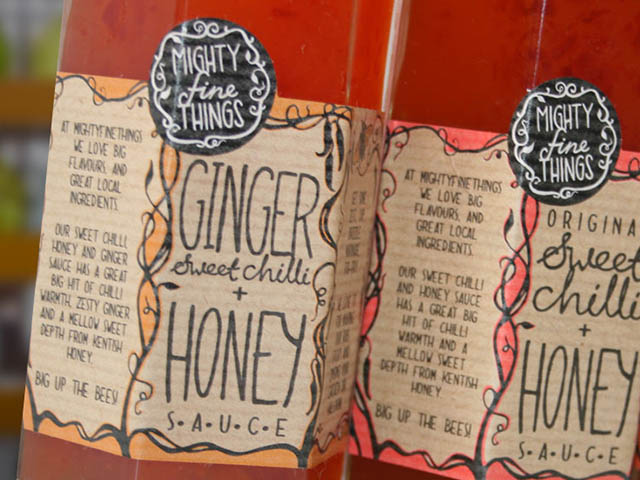 MIGHTY
fine
THINGS
AT MIGHTYFINETHINGS
WE LOVE BIG
FLAVOURS, AND
GREAT LOCAL
INGREDIENTS.
OUR SWEET CHILLI
HONEY AND GINGER
SAUCE HAS A GREAT
BIG HIT OF CHILLI
WARMTH, ZESTY GINGER
AND A MELLOW SWEET
DEPTH FROM KENTISH
HONEY.
BIG UP THE BEES!
GINGER
sweet chilli
+
HONEY
S.A.U.C.E
MIGHTY
fine
THINGS
AT MIGHTYFINETHINGS
WE LOVE BIG
FLAVOURS, AND
GREAT LOCAL
INGREDIENTS.
OUR SWEET CHILLI
AND HONEY SAUCE
HAS A GREAT BIG
HIT OF CHILLI
WARMTH AND A
MELLOW SWEET
DEPTH FROM KENTISH
HONEY.
BIG UP THE BEES!
ORIGINA
sweet
chilli
+
HONEY
S.A.U.C.E